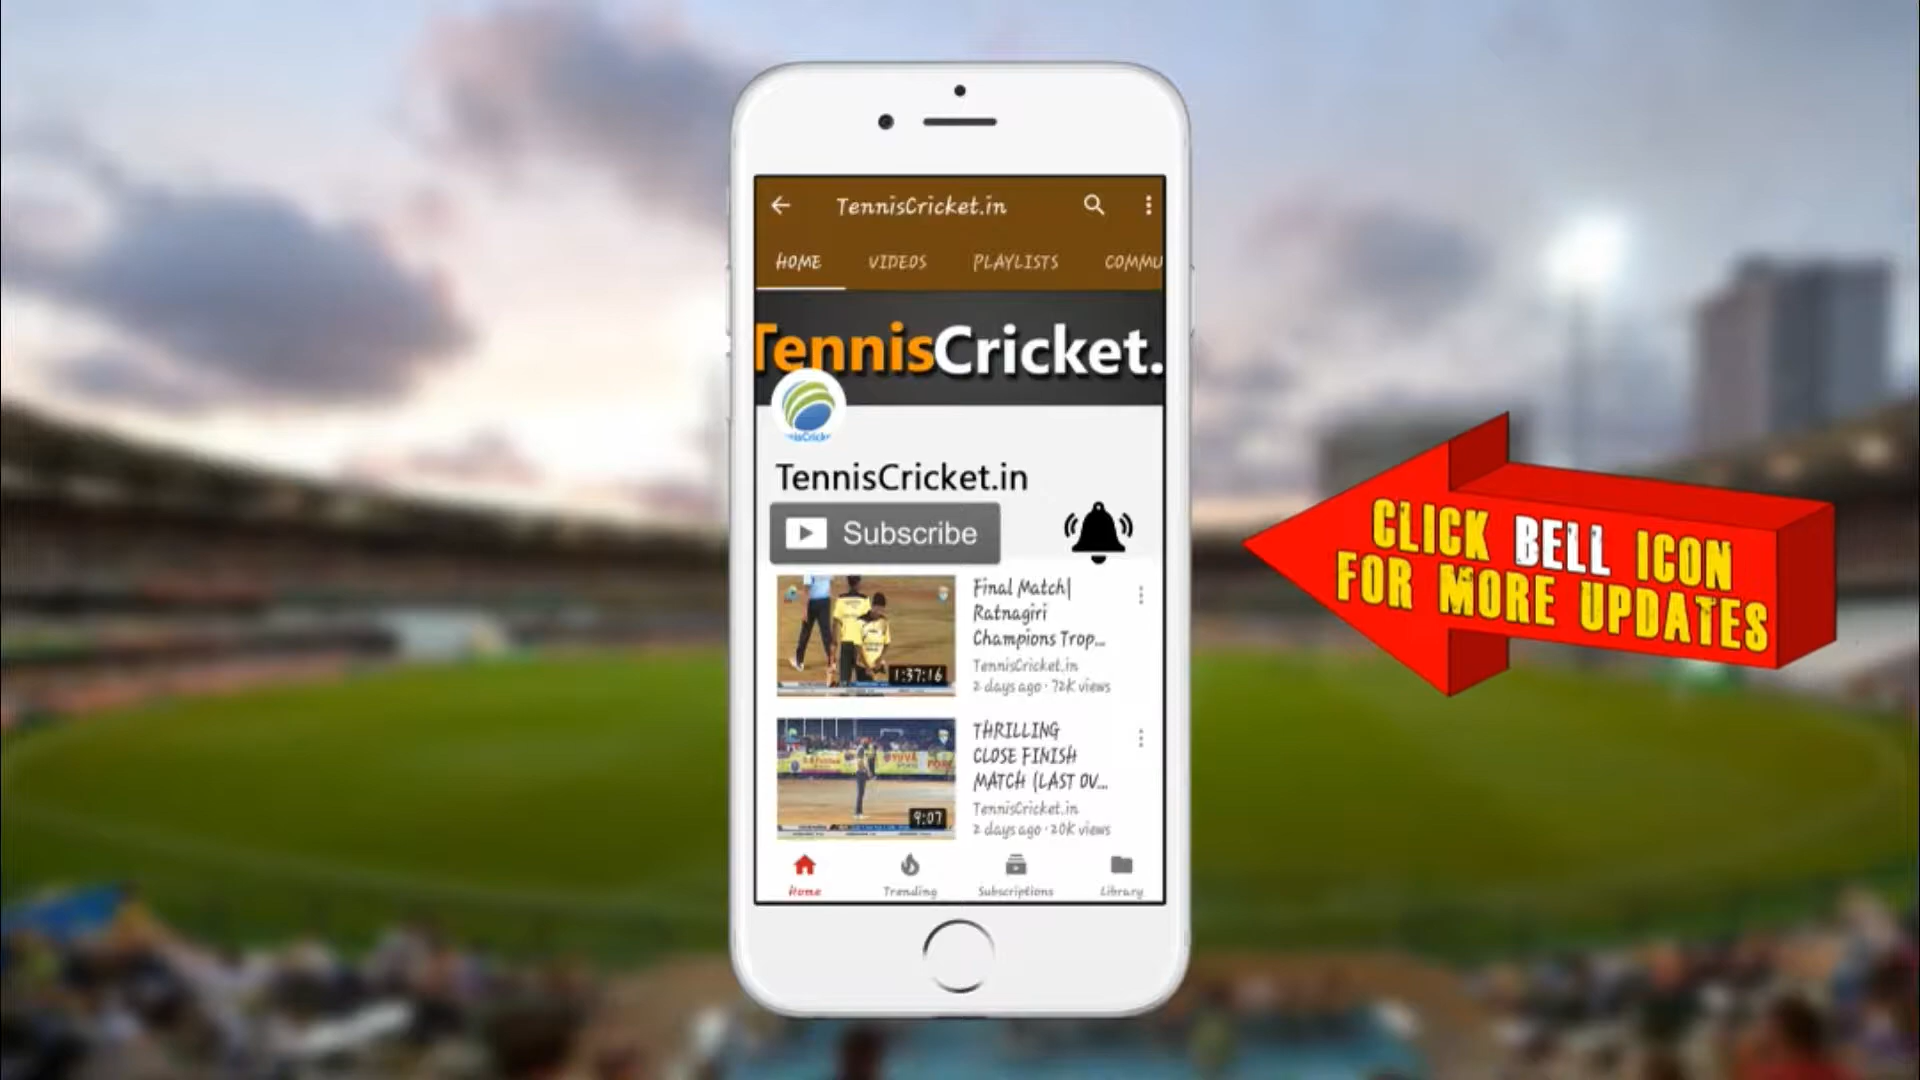 TennisCricket.in
HOME VIDEOS PLAYLISTS COMMU
TennisCricket.
TennisCricket.in
Subscribe
Final Match|
Ratnagiri
Champions Trop...
TennisCricket.in
2 days ago · 72K views
1:37:16
THRILLING
CLOSE FINISH
MATCH (LAST OV...
TennisCricket.in
2 days ago · 20K views
9:07
Home Trending Subscriptions Library
CLICK BELL ICON
FOR MORE UPDATES